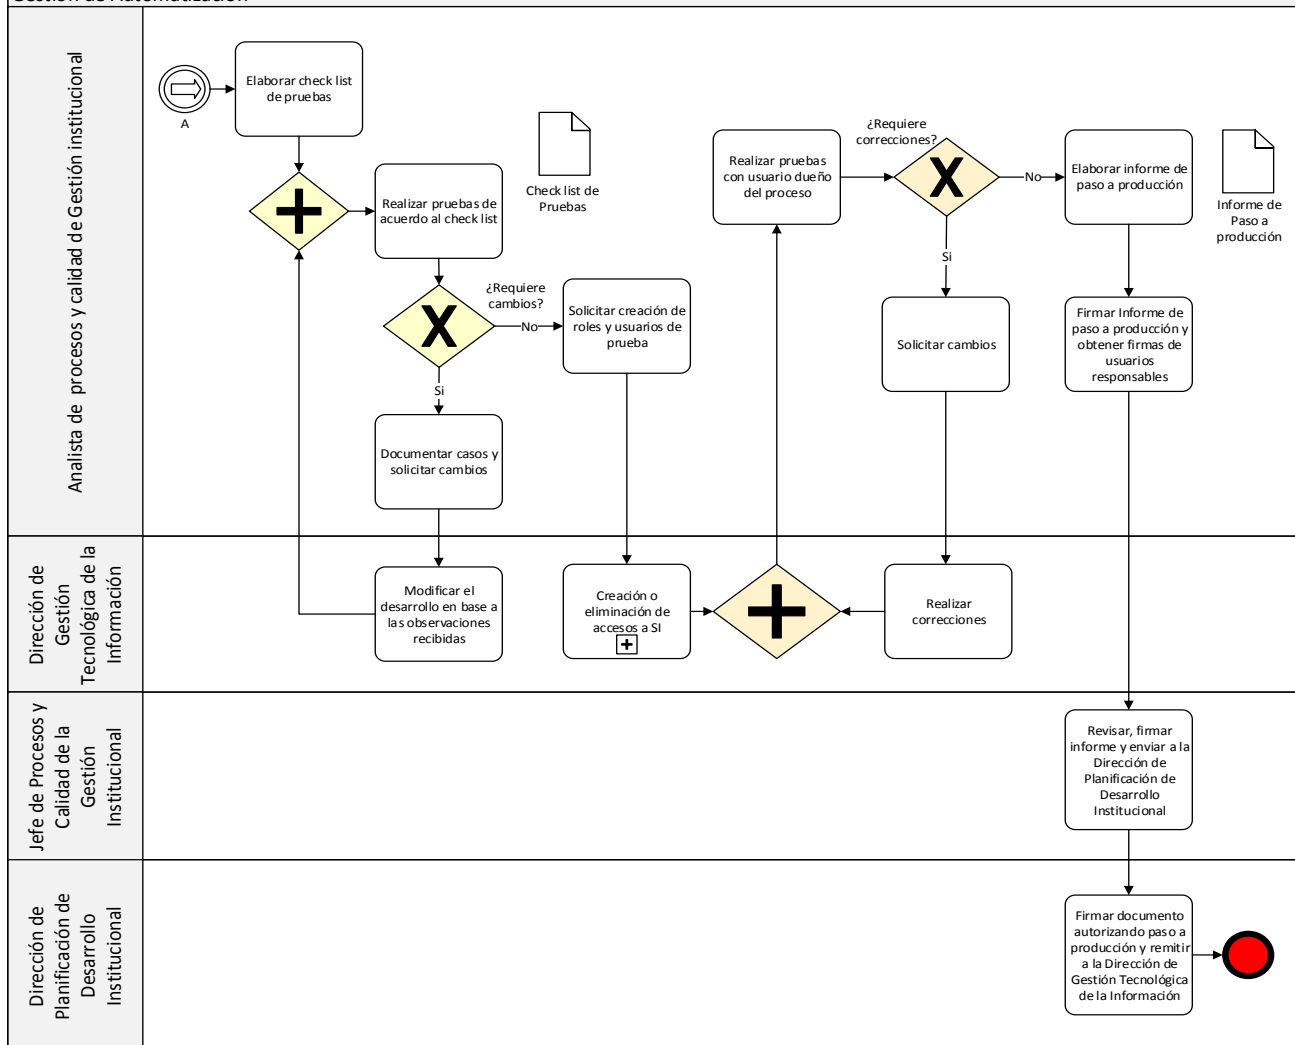 Gestión de Automatización
Analista de procesos y calidad de Gestión institucional
A
Elaborar check list
de pruebas
Realizar pruebas de
acuerdo al check list
Check list de
Pruebas
¿Requiere
cambios?
No
Si
Solicitar creación de
roles y usuarios de
prueba
Documentar casos y
solicitar cambios
Realizar pruebas
con usuario dueño
del proceso
¿Requiere
correcciones?
No
Si
Elaborar informe de
paso a producción
Informe de
Paso a
producción
Solicitar cambios
Firmar Informe de
paso a producción y
obtener firmas de
usuarios
responsables
Dirección de
Gestión
Tecnológica de la
Información
Modificar el
desarrollo en base a
las observaciones
recibidas
Creación o
eliminación de
accesos a SI
Realizar
correcciones
Jefe de Procesos y
Calidad de la
Gestión
Institucional
Revisar, firmar
informe y enviar a la
Dirección de
Planificación de
Desarrollo
Institucional
Dirección de
Planificación de
Desarrollo
Institucional
Firmar documento
autorizando paso a
producción y remitir
a la Dirección de
Gestión Tecnológica
de la Información